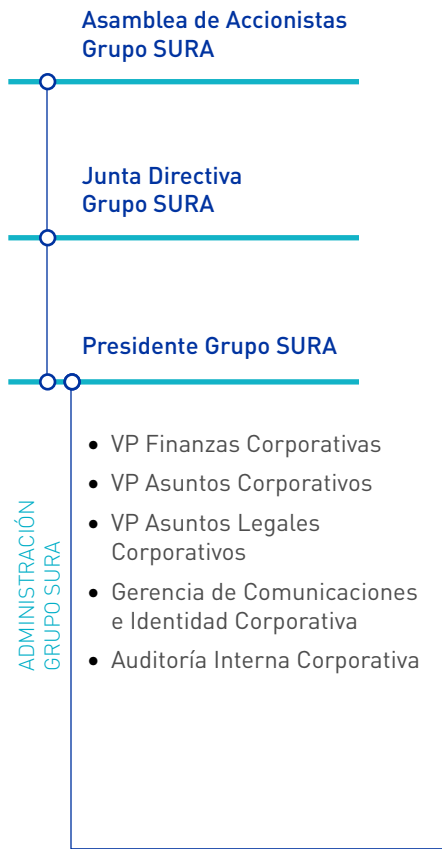 Asamblea de Accionistas
Grupo SURA
Junta Directiva
Grupo SURA
Presidente Grupo SURA
ADMINISTRACIÓN
GRUPO SURA
• VP Finanzas Corporativas
• VP Asuntos Corporativos
• VP Asuntos Legales
Corporativos
• Gerencia de Comunicaciones
e Identidad Corporativa
• Auditoría Interna Corporativa